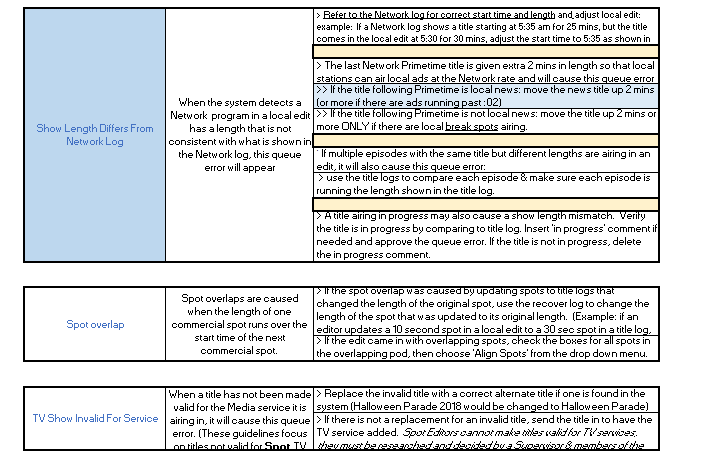 > Refer to the Network log for correct start time and length and adjust local edit:
example: If a Network log shows a title starting at 5:35 am for 25 mins, but the title
comes in the local edit at 5:30 for 30 mins, adjust the start time to 5:35 as shown in
> The last Network Primetime title is given extra 2 mins in length so that local
stations can air local ads at the Network rate and will cause this queue error
>> If the title following Primetime is local news: move the news title up 2 mins
(or more if there are ads running past :02)
>> If the title following Primetime is not local news: move the title up 2 mins or
more ONLY if there are local break spots airing.
If multiple episodes with the same title but different lengths are airing in an
edit, it will also cause this queue error:
> use the title logs to compare each episode & make sure each episode is
running the length shown in the title log.
> A title airing in progress may also cause a show length mismatch. Verify
the title is in progress by comparing to title log. Insert 'in progress' comment if
needed and approve the queue error. If the title is not in progress, delete
the in progress comment.
When the system detects a
Network program in a local edit
has a length that is not
consistent with what is shown in
the Network log, this queue
error will appear
Show Length Differs From
Network Log
Spot overlap
Spot overlaps are caused
when the length of one
commercial spot runs over the
start time of the next
commercial spot.
> If the spot overlap was caused by updating spots to title logs that
changed the length of the original spot, use the recover log to change the
length of the spot that was updated to its original length. (Example: if an
editor updates a 10 second spot in a local edit to a 30 sec spot in a title log,
> If the edit came in with overlapping spots, check the boxes for all spots in
the overlapping pod, then choose 'Align Spots' from the drop down menu.
TV Show Invalid For Service
When a title has not been made
valid for the Media service it is
airing in, it will cause this queue
error. (These guidelines focus
on titles not valid for Spot TV
> Replace the invalid title with a correct alternate title if one is found in the
system (Halloween Parade 2018 would be changed to Halloween Parade)
> If there is not a replacement for an invalid title, send the title in to have the
TV service added. Spot Editors cannot make titles valid for TV services,
they must be researched and decided by a Supervisor & members of the